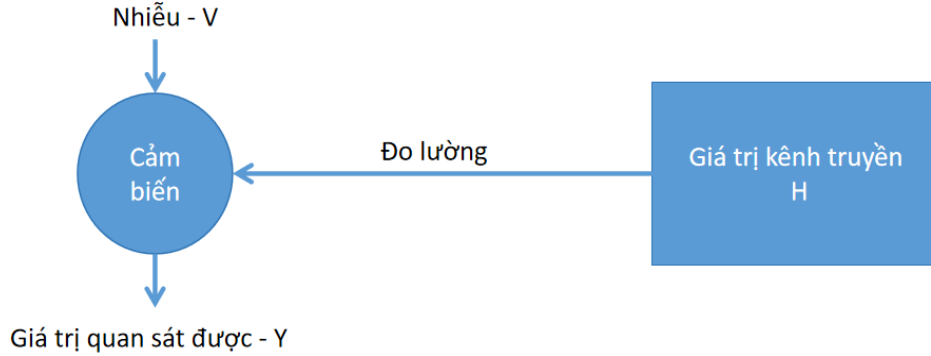 Nhiễu - V
Cảm
biến
Đo lường
Giá trị kênh truyền
H
Giá trị quan sát được - Y